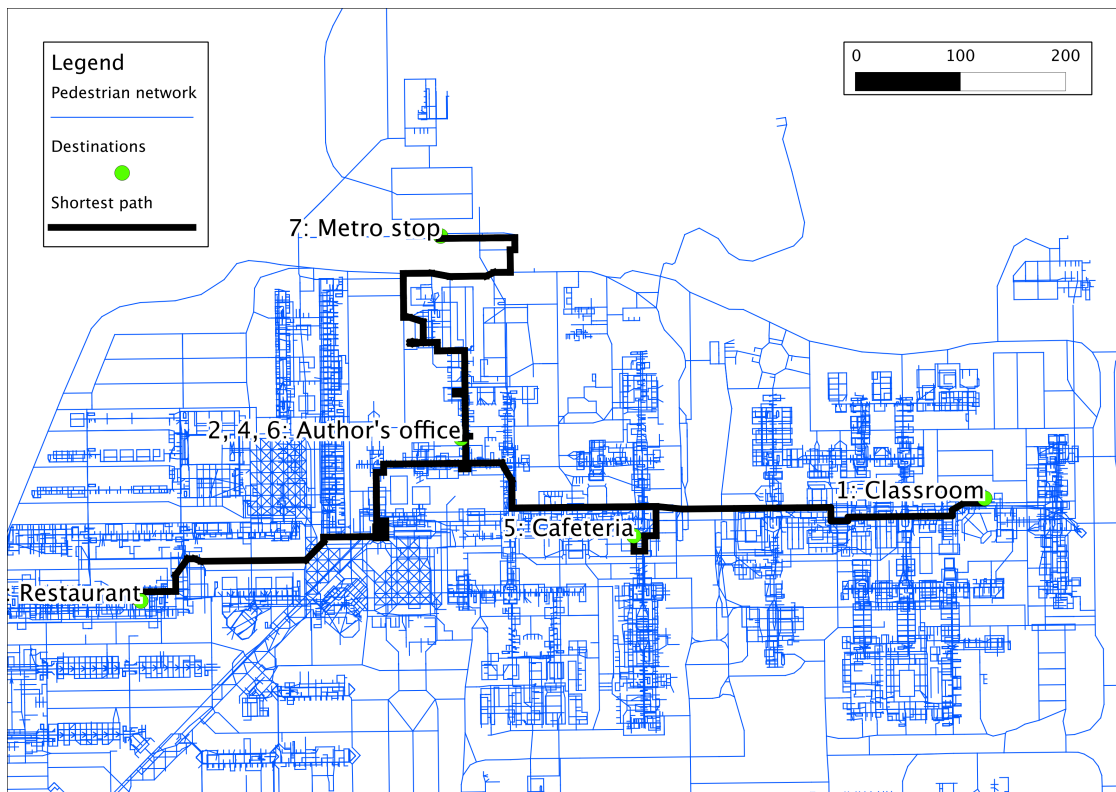 Legend
Pedestrian network
Destinations
Shortest path
0 100 200
7: Metro stop
2, 4, 6: Author's office
1: Classroom
5: Cafeteria
: Restaurant